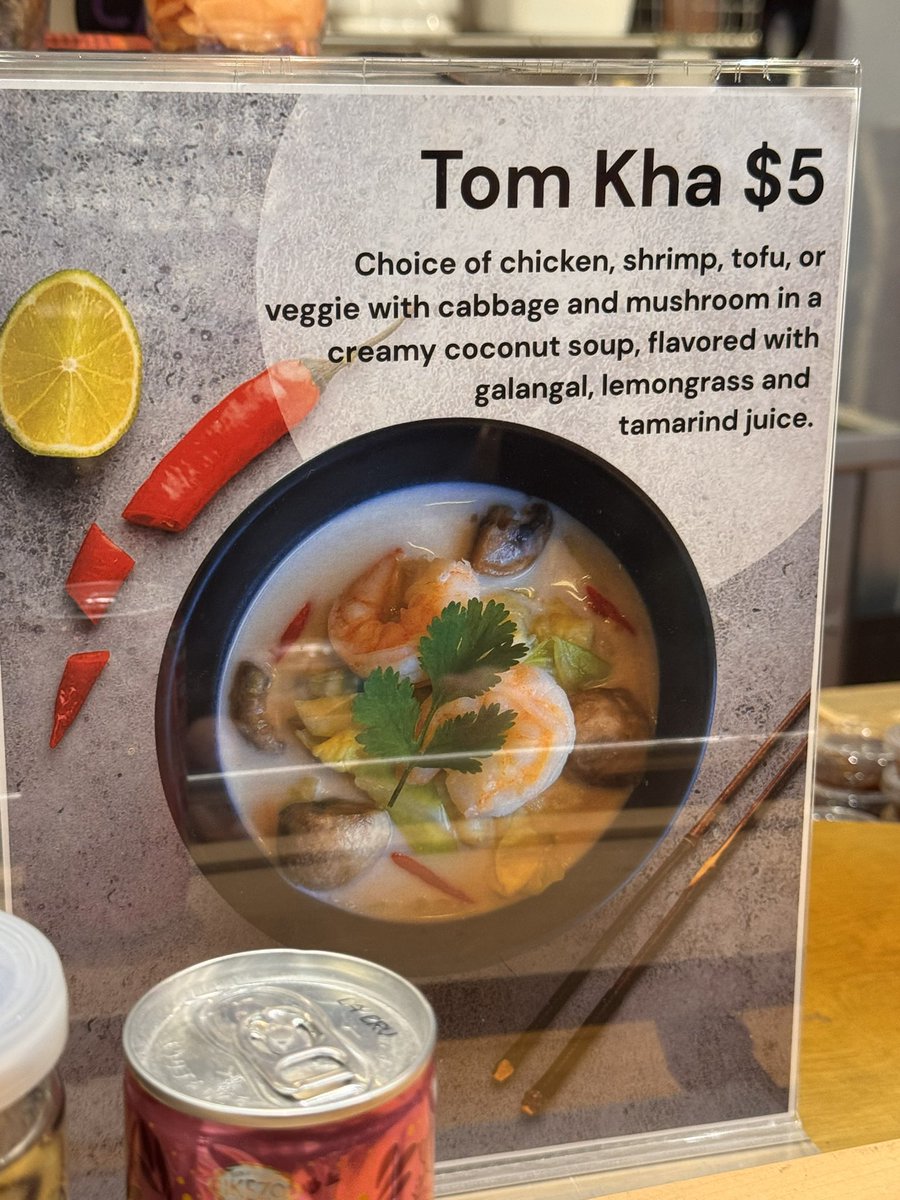 Tom Kha $5
Choice of chicken, shrimp, tofu, or
veggie with cabbage and mushroom in a
creamy coconut soup, flavored with
galangal, lemongrass and
tamarind juice.